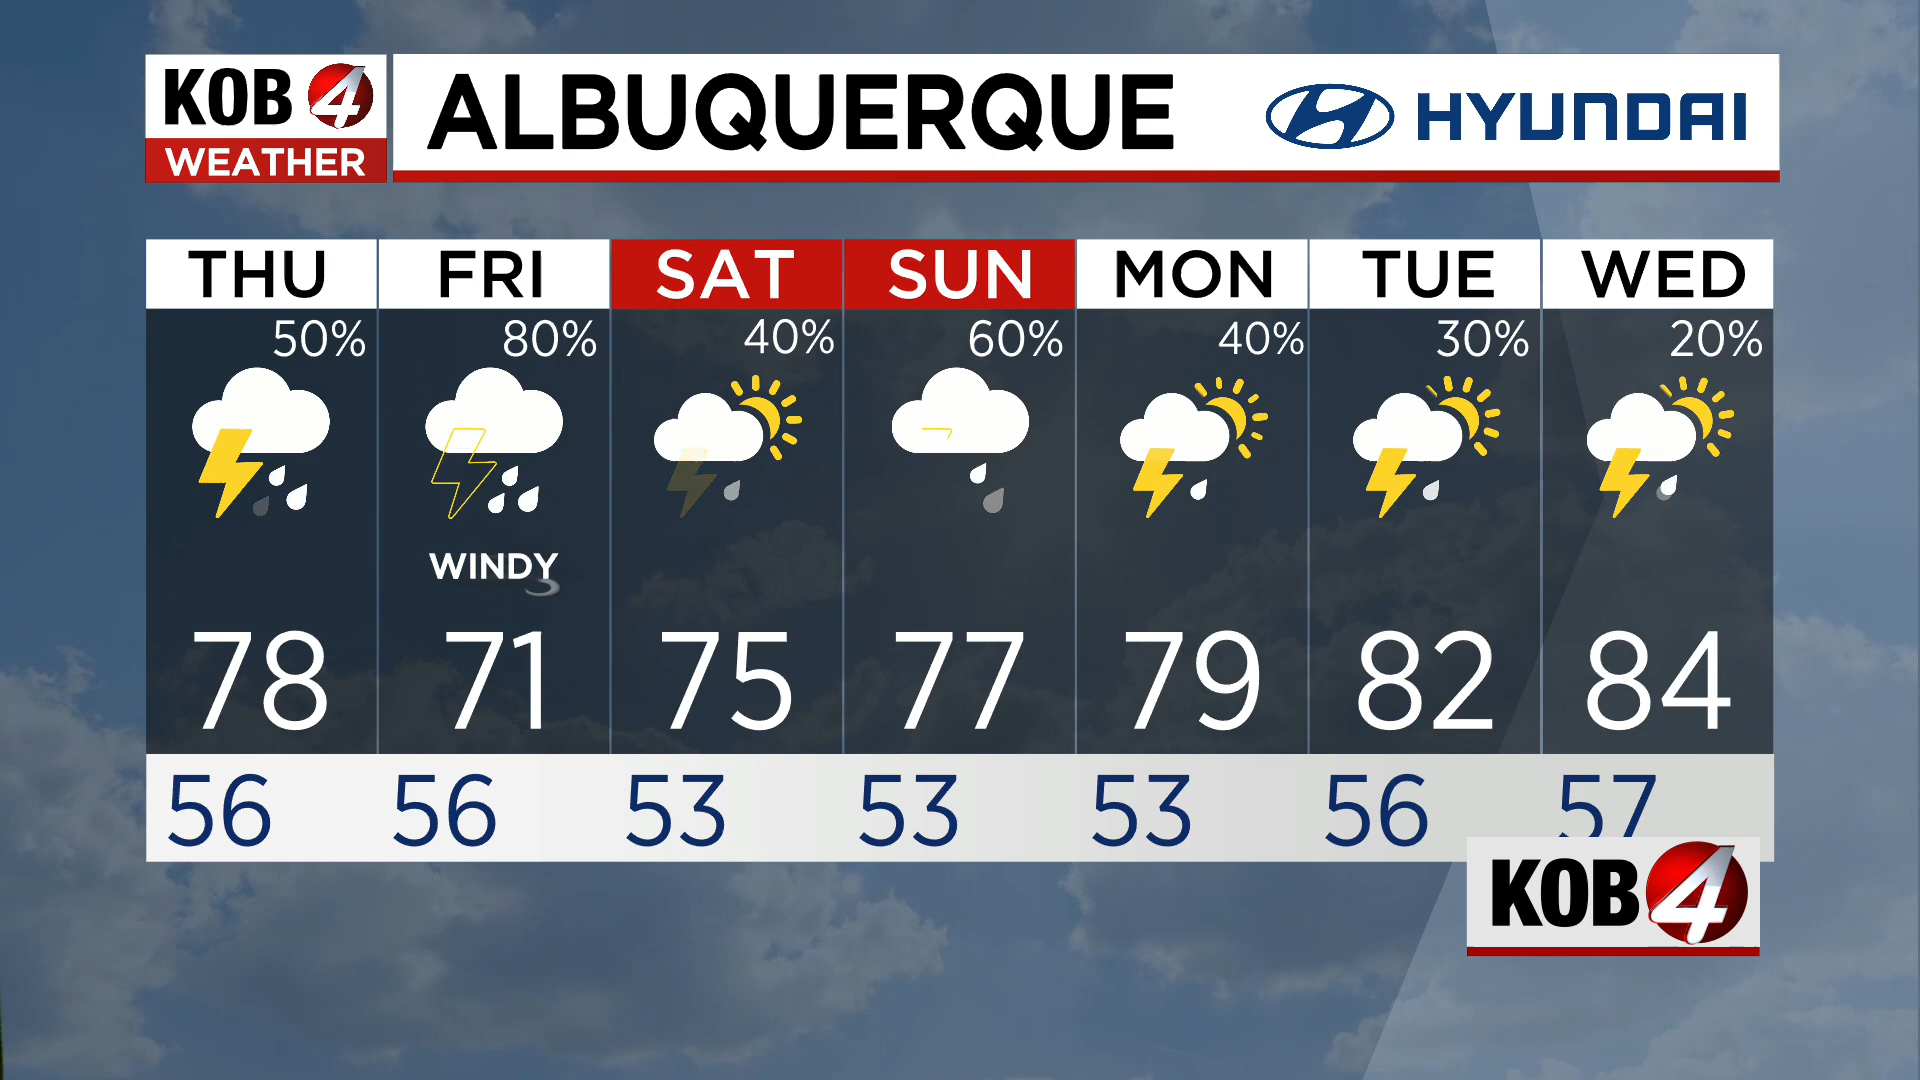 KOB 4
WEATHER
ALBUQUERQUE
HYUNDAI
THU FRI SAT SUN MON TUE WED
50% 80% 40% 60% 40% 30% 20%
WINDY
78 71 75 77 79 82 84
56 56 53 53 53 56 57
KOB 4